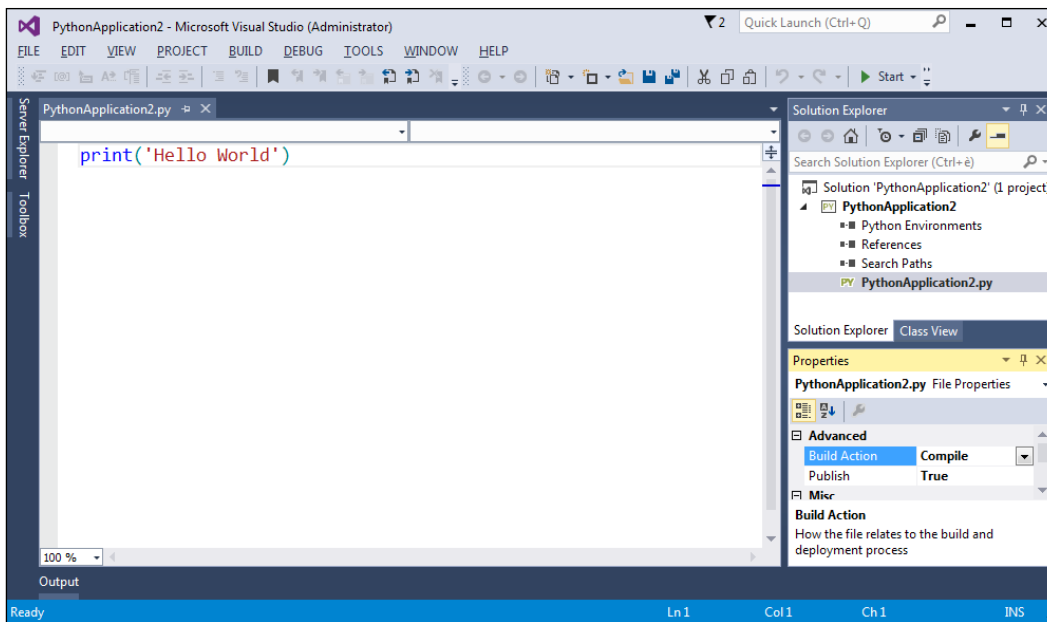 PythonApplication2 - Microsoft Visual Studio (Administrator)
2
Quick Launch (Ctrl+Q)
FILE EDIT VIEW PROJECT BUILD DEBUG TOOLS WINDOW HELP
Start
Server Explorer
Toolbox
PythonApplication2.py
print('Hello World')
100 %
Solution Explorer
Search Solution Explorer (Ctrl+è)
Solution 'PythonApplication2' (1 project
PY PythonApplication2
Python Environments
References
Search Paths
PY PythonApplication2.py
Solution Explorer Class View
Properties
PythonApplication2.py File Properties
Advanced
Build Action Compile
Publish True
Misc
Build Action
How the file relates to the build and
deployment process
Output
Ready Ln 1 Col 1 Ch 1 INS